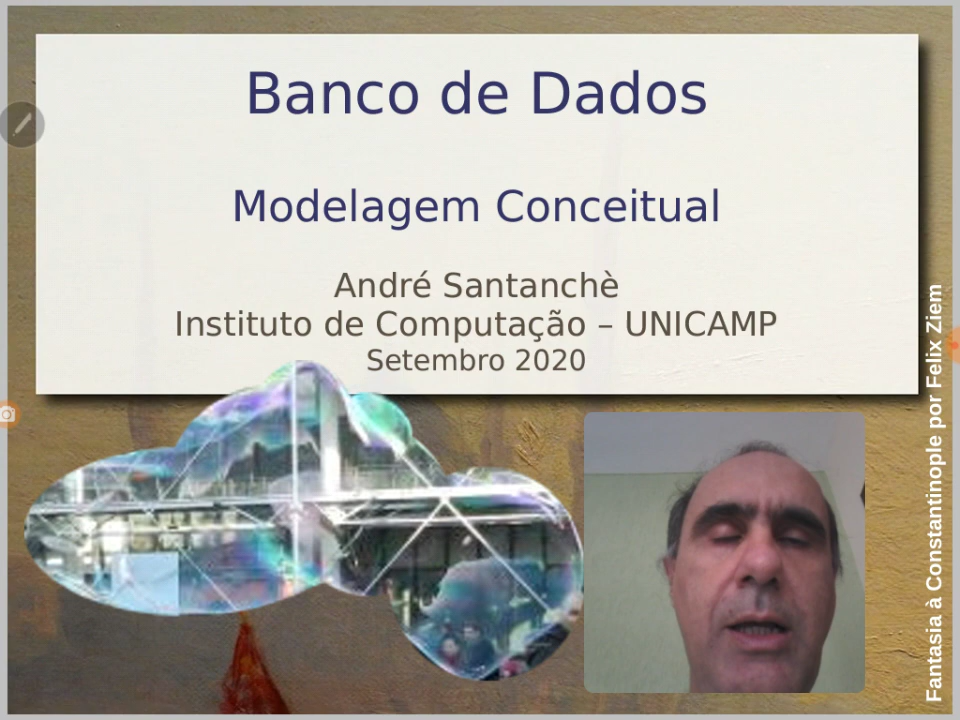 Banco de Dados
Modelagem Conceitual
André Santanchè
Instituto de Computação – UNICAMP
Setembro 2020
Fantasia à Constantinople por Felix Ziem